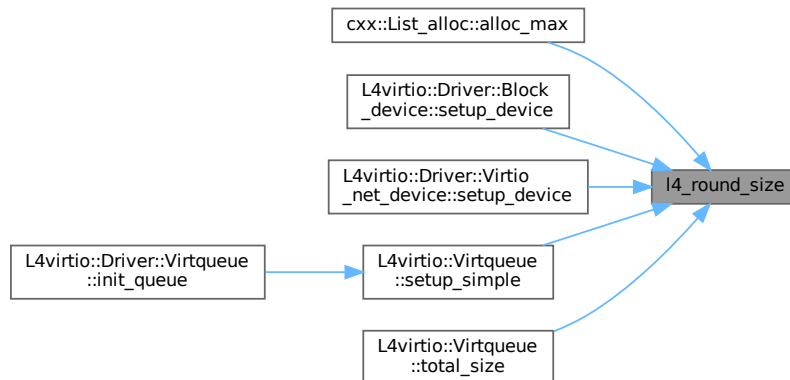 cxx::List_alloc::alloc_max
L4virtio::Driver::Block
_device::setup_device
L4virtio::Driver::Virtio
_net_device::setup_device
l4_round_size
L4virtio::Driver::Virtqueue
::init_queue
L4virtio::Virtqueue
::setup_simple
L4virtio::Virtqueue
::total_size